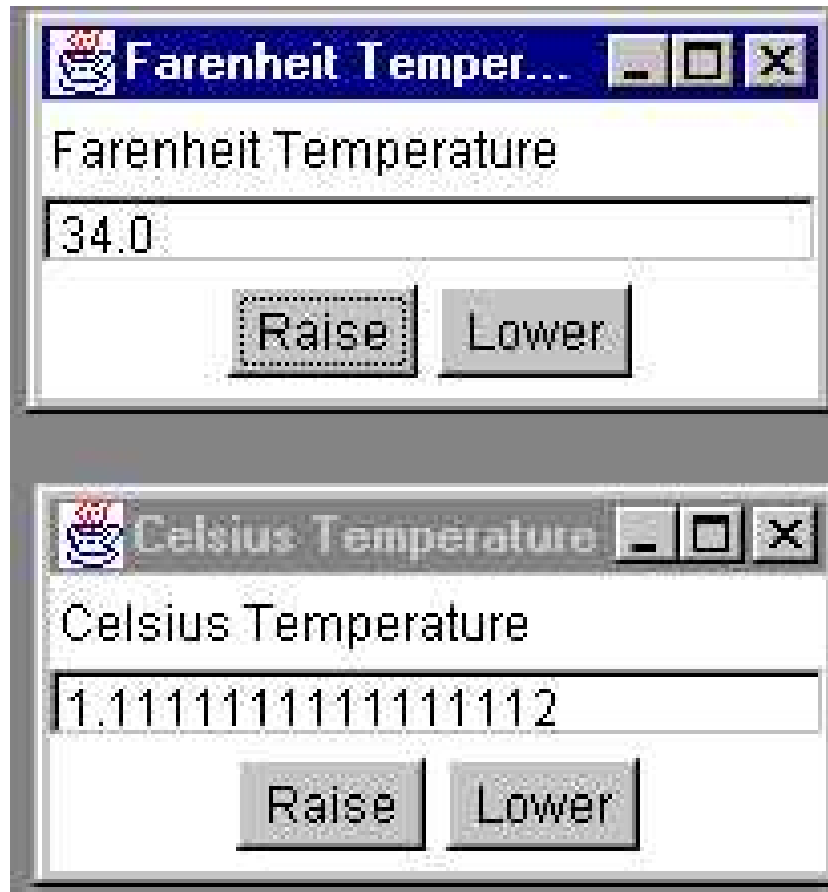 Farenheit Temper...
Farenheit Temperature
34.0
Raise Lower
Celsius Temperature
Celsius Temperature
1.1111111111111112
Raise Lower